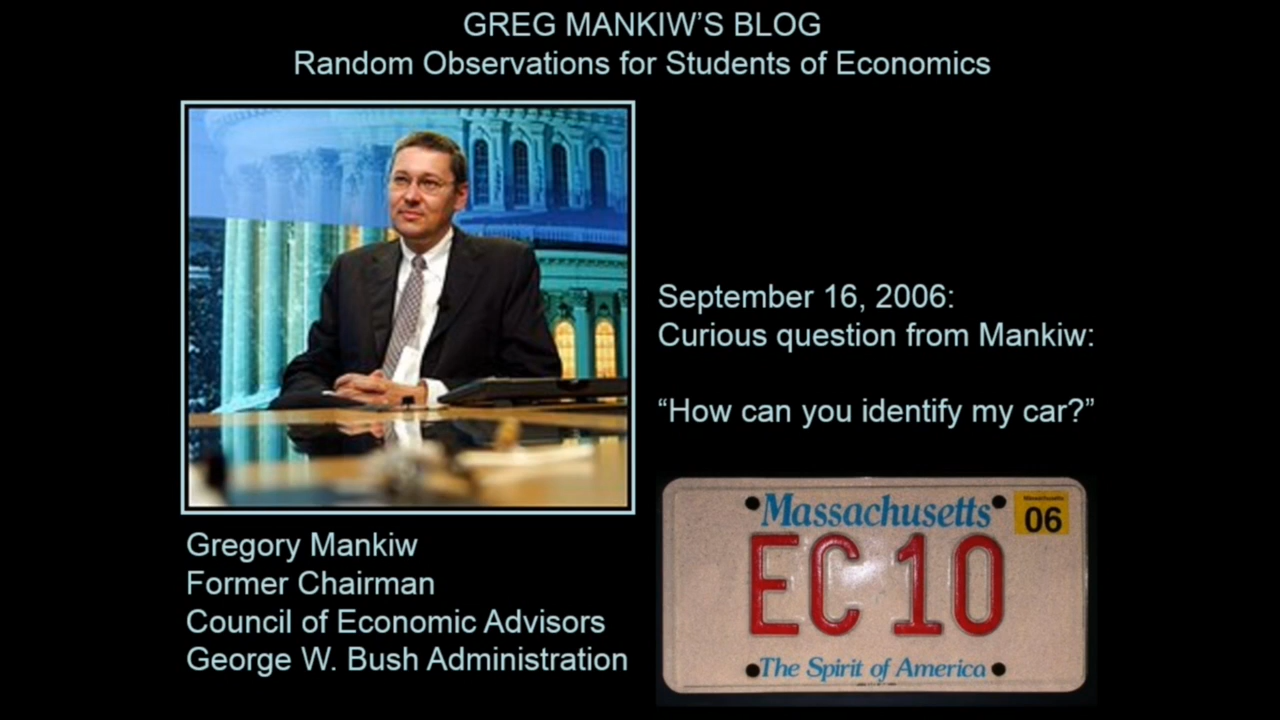 GREG MANKIW'S BLOG
Random Observations for Students of Economics
September 16, 2006:
Curious question from Mankiw:
“How can you identify my car?”
Gregory Mankiw
Former Chairman
Council of Economic Advisors
George W. Bush Administration
Massachusetts
Massachusetts
06
EC 10
The Spirit of America